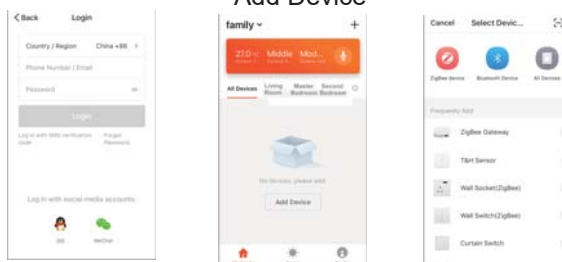 Add Device
Back Login
Country / Region China +86 >
Phone Number / Email
Password
Login
Log in with SMS verification code
Forgot Password
Log in with social media accounts.
QQ WeChat
family +
27.0 Middle Mod...
All Devices Living Room Master Bedroom Second Bedroom
No devices, please add
Add Device
Cancel Select Devic...
ZigBee device Bluetooth Device All Devices
Frequently Add
ZigBee Gateway
T&H Sensor
Wall Socket(ZigBee)
Wall Switch(ZigBee)
Curtain Switch